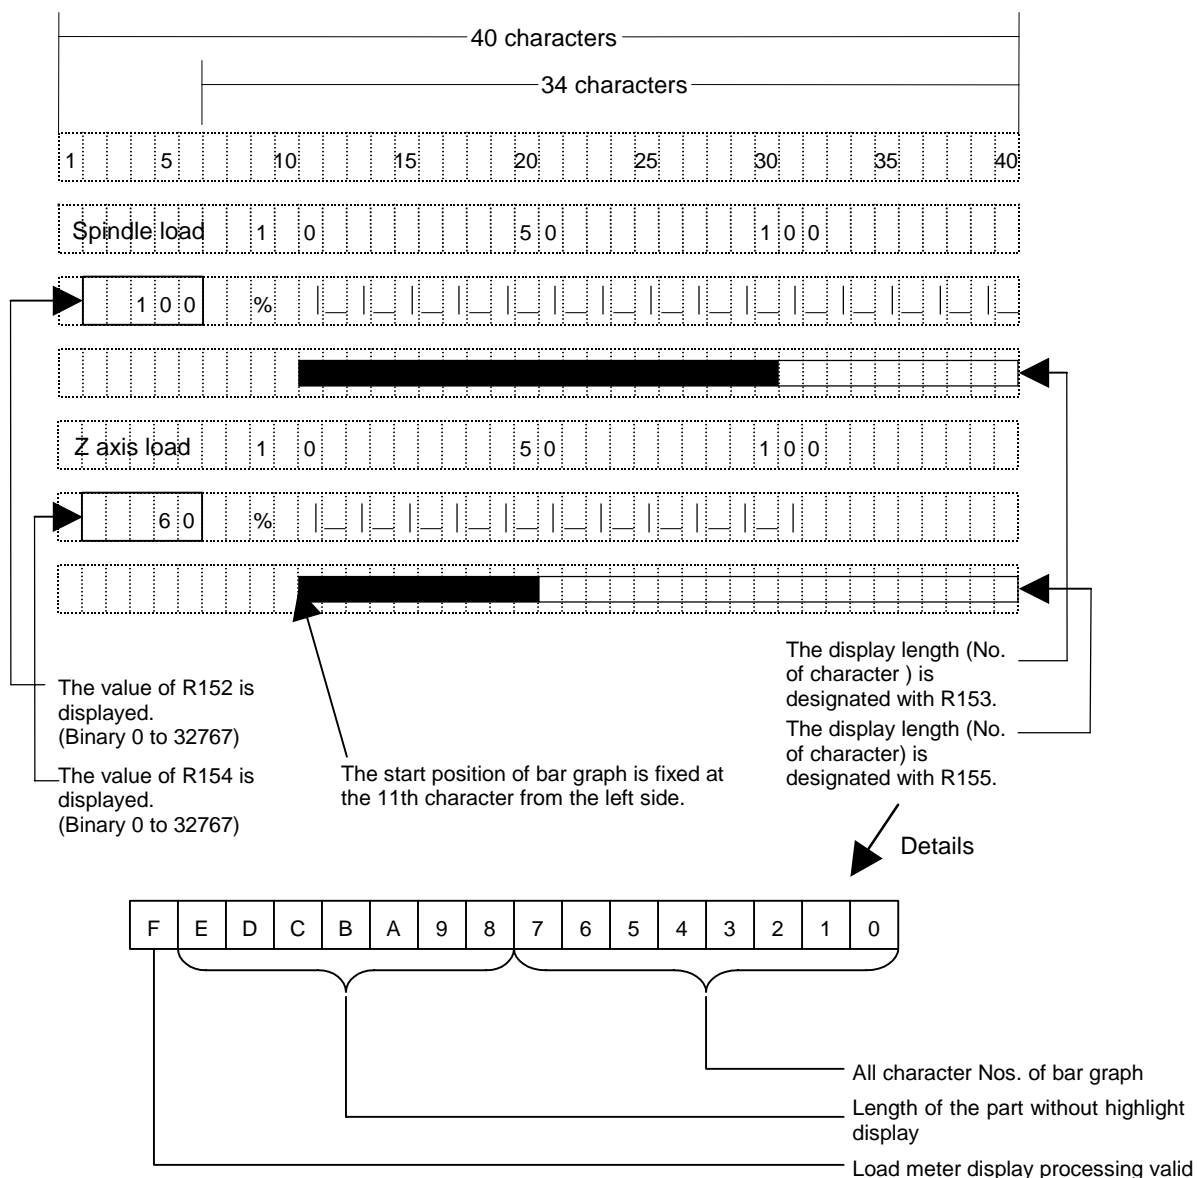 40 characters
34 characters
1 5 10 15 20 25 30 35 40
Spindle load 1 0 5 0 1 0 0
1 0 0 %
Z axis load 1 0 5 0 1 0 0
6 0 %
The display length (No.
of character ) is
designated with R153.
The value of R152 is
displayed.
(Binary 0 to 32767)
The display length (No.
of character) is
designated with R155.
The value of R154 is
displayed.
(Binary 0 to 32767)
The start position of bar graph is fixed at
the 11th character from the left side.
Details
F E D C B A 9 8 7 6 5 4 3 2 1 0
All character Nos. of bar graph
Length of the part without highlight
display
Load meter display processing valid